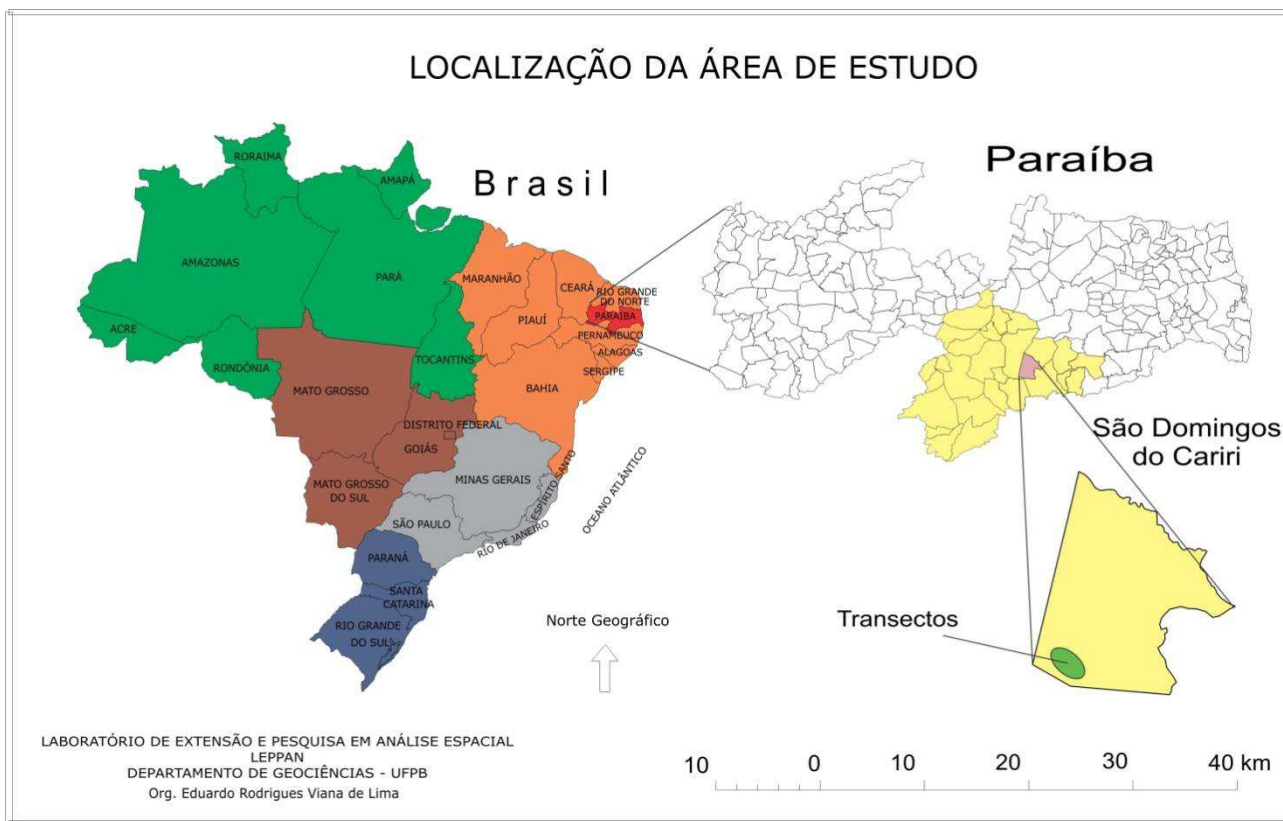 LOCALIZAÇÃO DA ÁREA DE ESTUDO
Brasil
RORAIMA
AMAPÁ
AMAZONAS
PARÁ
MARANHÃO
CEARÁ
RIO GRANDE
DO NORTE
PARAIBA
PIAUÍ
PERNAMBUCO
ALAGOAS
SERGIPE
ACRE
RONDÔNIA
TOCANTINS
MATO GROSSO
BAHIA
DISTRITO FEDERAL
GOIÁS
MATO GROSSO
DO SUL
MINAS GERAIS
ESPÍRITO SANTO
SÃO PAULO
RIO DE JANEIRO
OCEANO ATLÂNTICO
PARANÁ
SANTA
CATARINA
RIO GRANDE
DO SUL
Paraíba
São Domingos
do Cariri
Transectos
Norte Geográfico
LABORATÓRIO DE EXTENSÃO E PESQUISA EM ANÁLISE ESPACIAL
LEPPAN
DEPARTAMENTO DE GEOCIÊNCIAS - UFPB
Org. Eduardo Rodrigues Viana de Lima
10 0 10 20 30 40 km